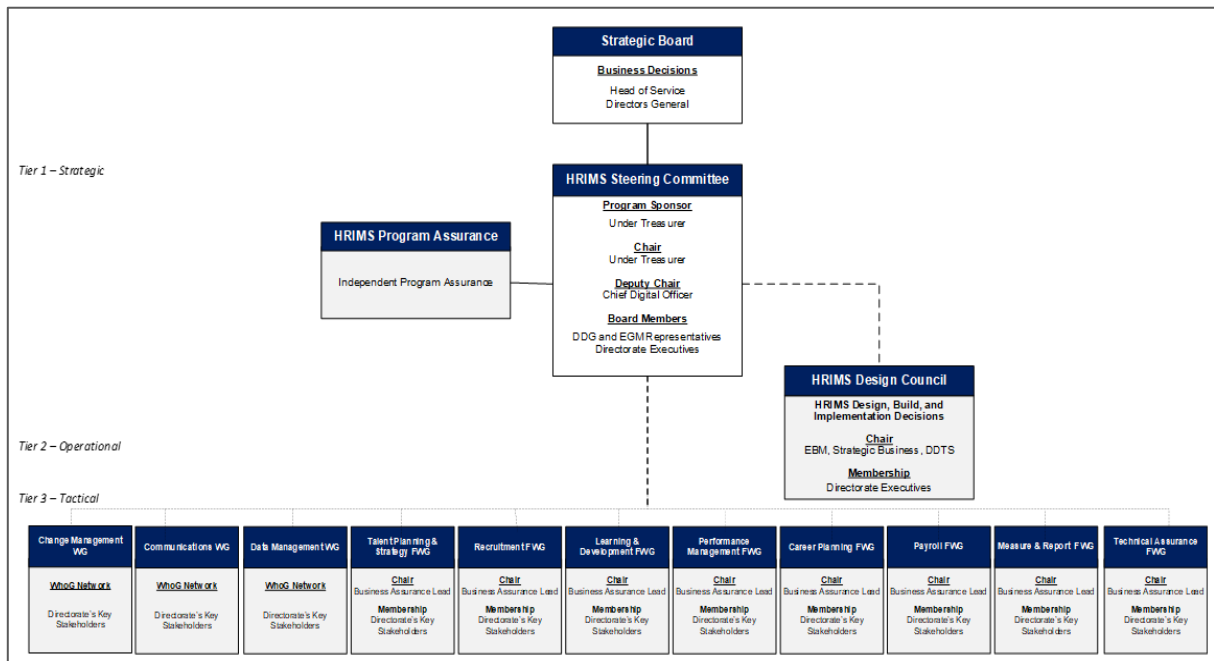 Strategic Board
Business Decisions
Head of Service
Directors General
Tier 1 – Strategic
HRIMS Steering Committee
Program Sponsor
Under Treasurer
Chair
Under Treasurer
Deputy Chair
Chief Digital Officer
Board Members
DDG and EGM Representatives
Directorate Executives
HRIMS Program Assurance
Independent Program Assurance
HRIMS Design Council
HRIMS Design, Build, and
Implementation Decisions
Chair
EBM, Strategic Business , DDTS
Membership
Directorate Executives
Tier 2 – Operational
Tier 3 – Tactical
Change Management
WG
WhoG Network
Directorate's Key
Stakeholders
Communications WG
WhoG Network
Directorate's Key
Stakeholders
Data Management WG
WhoG Network
Directorate's Key
Stakeholders
Talent Planning &
Strategy FWG
Chair
Business Assurance Lead
Membership
Directorate's Key
Stakeholders
Recruitment FWG
Chair
Business Assurance Lead
Membership
Directorate's Key
Stakeholders
Learning &
Development FWG
Chair
Business Assurance Lead
Membership
Directorate's Key
Stakeholders
Performance
Management FWG
Chair
Business Assurance Lead
Membership
Directorate's Key
Stakeholders
Career Planning FWG
Chair
Business Assurance Lead
Membership
Directorate's Key
Stakeholders
Payroll FWG
Chair
Business Assurance Lead
Membership
Directorate's Key
Stakeholders
Measure & Report FWG
Chair
Business Assurance Lead
Membership
Directorate's Key
Stakeholders
Technical Assurance
FWG
Chair
Business Assurance Lead
Membership
Directorate's Key
Stakeholders